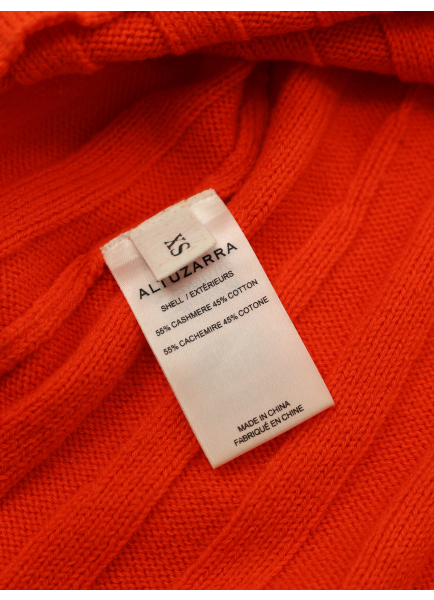 XS
ALTUZARRA
SHELL / EXTÉRIEURS
55% CASHMERE 45% COTTON
55% CACHEMIRE 45% COTONE
MADE IN CHINA
FABRIQUÉ EN CHINE